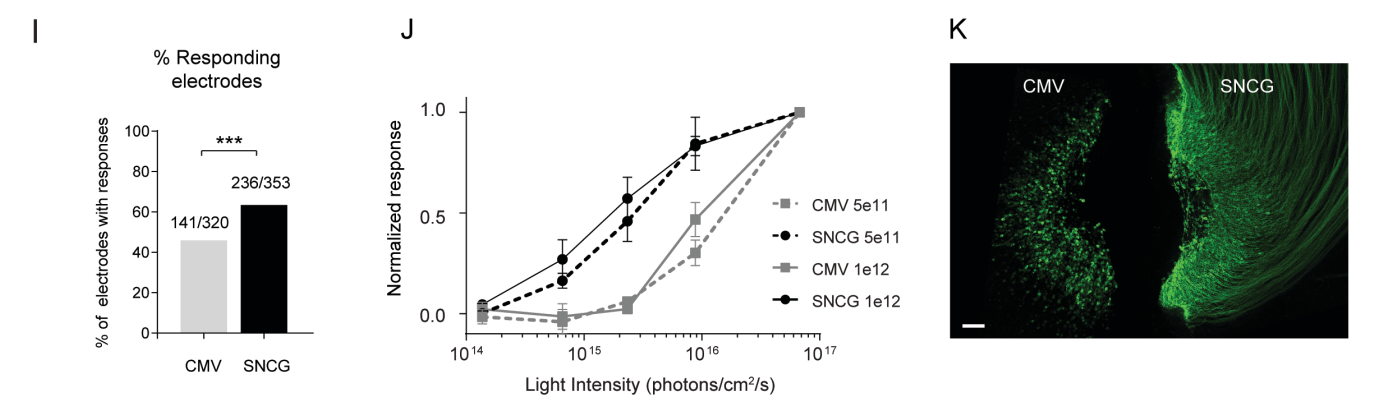 I
% Responding
electrodes
% of electrodes with responses
100
80
60
40
20
0
***
141/320
236/353
CMV
SNCG
J
Normalized response
1.0
0.5
0.0
10¹⁴
10¹⁵
10¹⁶
10¹⁷
Light Intensity (photons/cm²/s)
CMV 5e11
SNCG 5e11
CMV 1e12
SNCG 1e12
K
CMV
SNCG